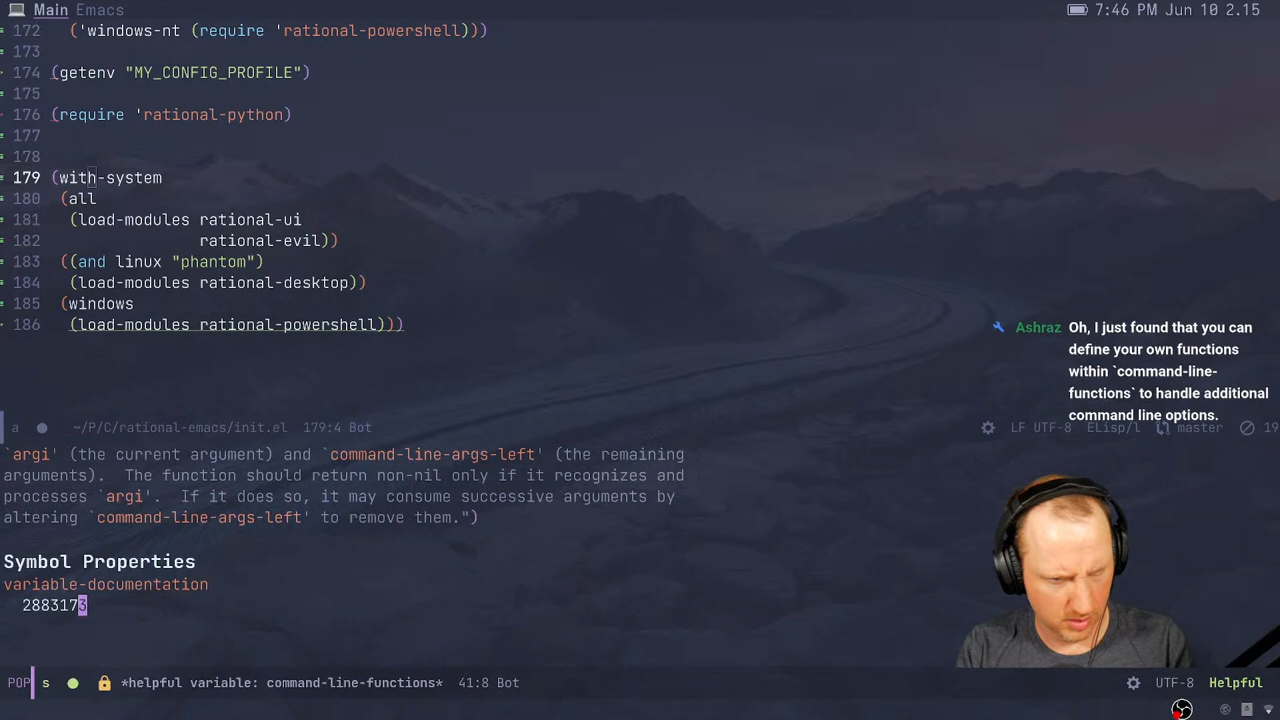 Main Emacs
7:46 PM Jun 10 2.15
172 ('windows-nt (require 'rational-powershell)))
173
174 (getenv "MY_CONFIG_PROFILE")
175
176 (require 'rational-python)
177
178
179 (with-system
180 (all
181 (load-modules rational-ui
182 rational-evil))
183 ((and linux "phantom")
184 (load-modules rational-desktop))
185 (windows
186 (load-modules rational-powershell)))
Ashraz Oh, I just found that you can
define your own functions
within `command-line-
functions` to handle additional
command line options.
a ~/P/C/rational-emacs/init.el 179:4 Bot LF UTF-8 ELisp/l master 19
`argi' (the current argument) and `command-line-args-left' (the remaining
arguments). The function should return non-nil only if it recognizes and
processes `argi'. If it does so, it may consume successive arguments by
altering `command-line-args-left' to remove them.")
Symbol Properties
variable-documentation
2883173
POP s *helpful variable: command-line-functions* 41:8 Bot UTF-8 Helpful